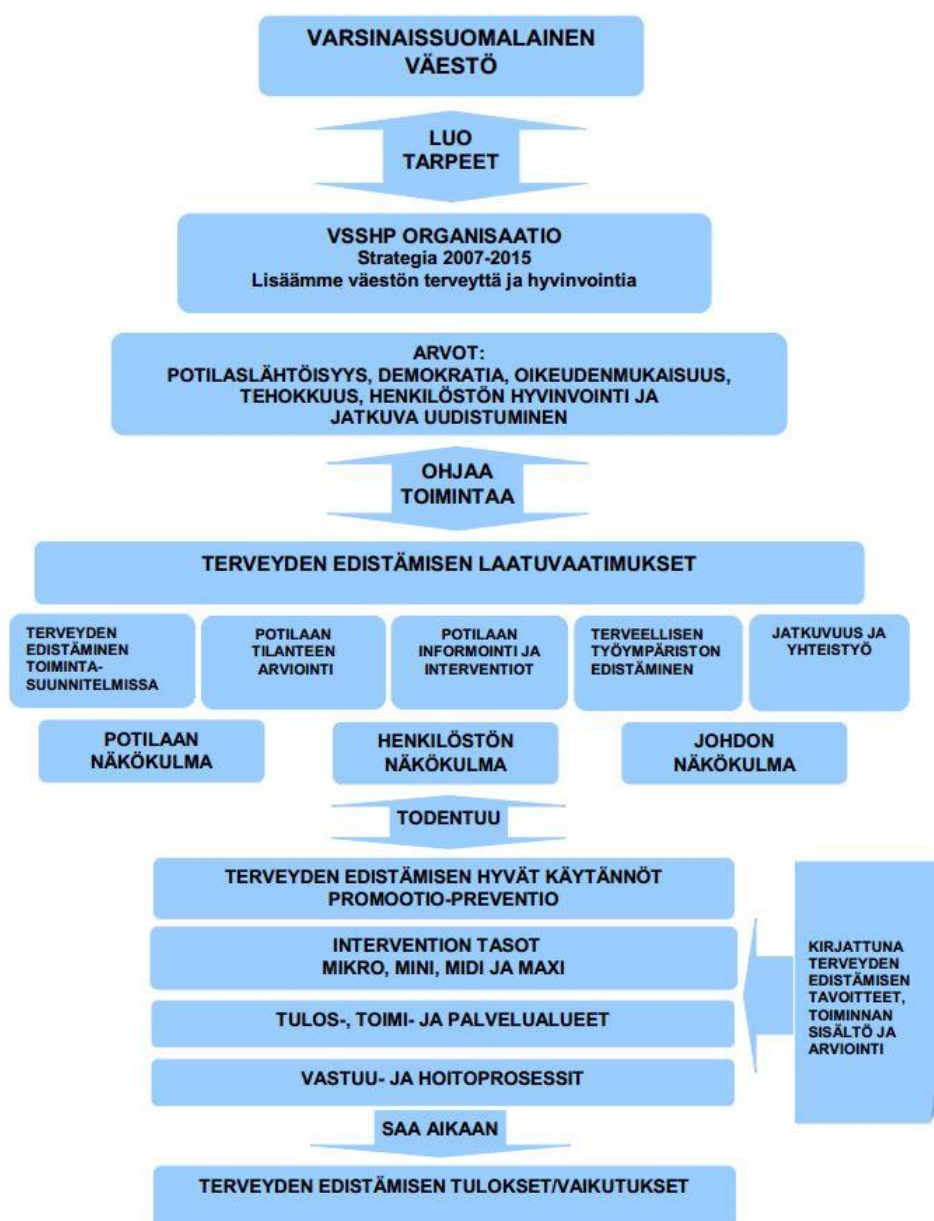 VARSINAISSUOMALAINEN
VÄESTÖ
LUO
TARPEET
VSSHP ORGANISAATIO
Strategia 2007-2015
Lisäämme väestön terveyttä ja hyvinvointia
ARVOT:
POTILASLÄHTÖISYYS, DEMOKRATIA, OIKEUDENMUKAISUUS,
TEHOKKUUS, HENKILÖSTÖN HYVINVOINTI JA
JATKUVA UUDISTUMINEN
OHJAA
TOIMINTAA
TERVEYDEN EDISTÄMISEN LAATUVAATIMUKSET
TERVEYDEN
EDISTÄMINEN
TOIMINTA-
SUUNNITELMISSA
POTILAAN
TILANTEEN
ARVIOINTI
POTILAAN
INFORMOINTI JA
INTERVENTIOT
TERVEELLISEN
TYÖYMPÄRISTON
EDISTÄMINEN
JATKUVUUS JA
YHTEISTYÖ
POTILAAN
NÄKÖKULMA
HENKILÖSTÖN
NÄKÖKULMA
JOHDON
NÄKÖKULMA
TODENTUU
TERVEYDEN EDISTÄMISEN HYVÄT KÄYTÄNNÖT
PROMOOTIO-PREVENTIO
INTERVENTION TASOT
MIKRO, MINI, MIDI JA MAXI
TULOS-, TOIMI- JA PALVELUALUEET
VASTUU- JA HOITOPROSESSIT
KIRJATTUNA
TERVEYDEN
EDISTÄMISEN
TAVOITTEET,
TOIMINNAN
SISÄLTÖ JA
ARVIOINTI
SAA AIKAAN
TERVEYDEN EDISTÄMISEN TULOKSET/VAIKUTUKSET